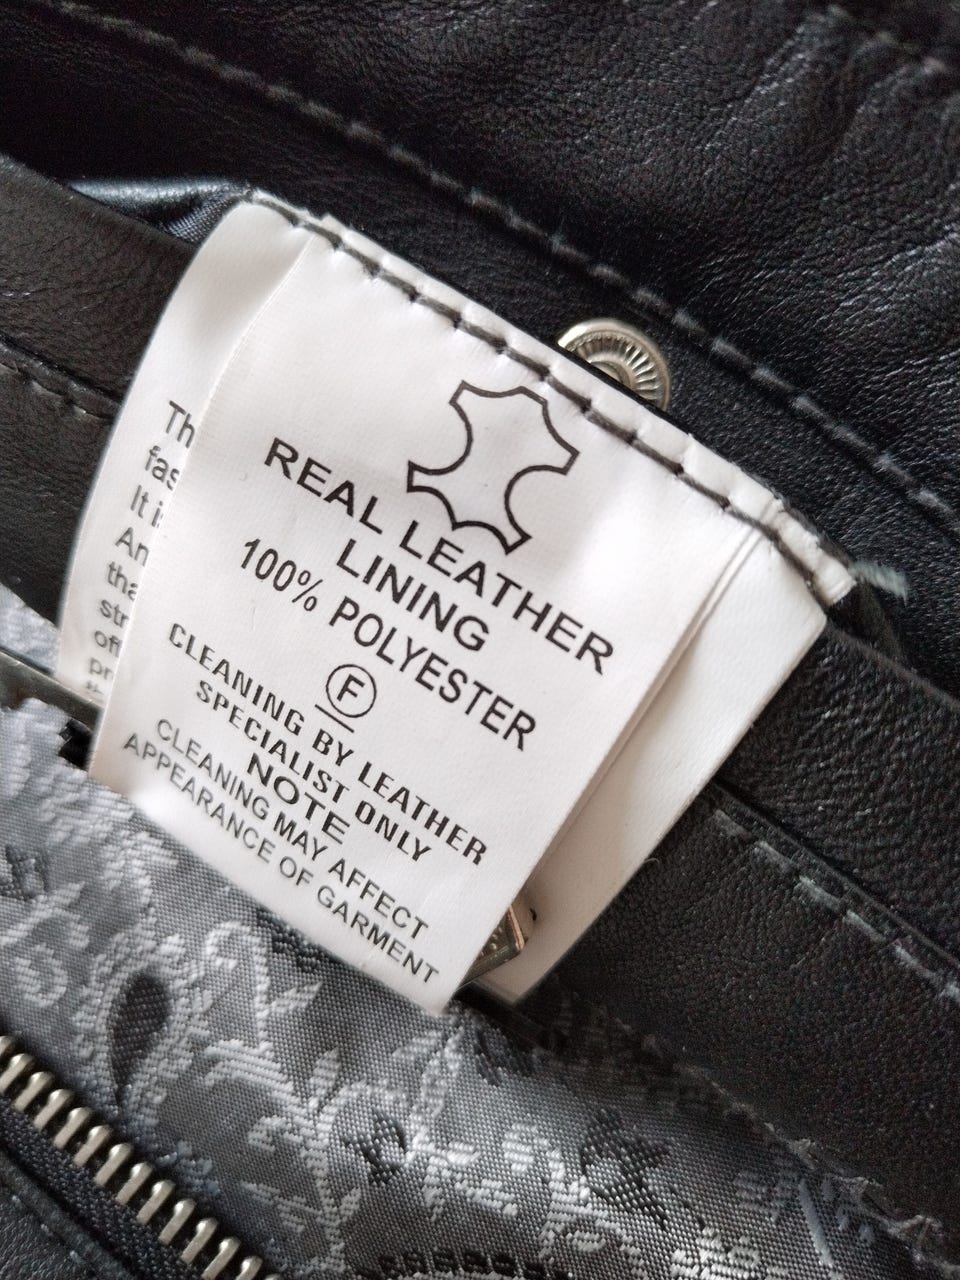 REAL LEATHER
LINING
100% POLYESTER
F
CLEANING BY LEATHER
SPECIALIST ONLY
NOTE
CLEANING MAY AFFECT
APPEARANCE OF GARMENT